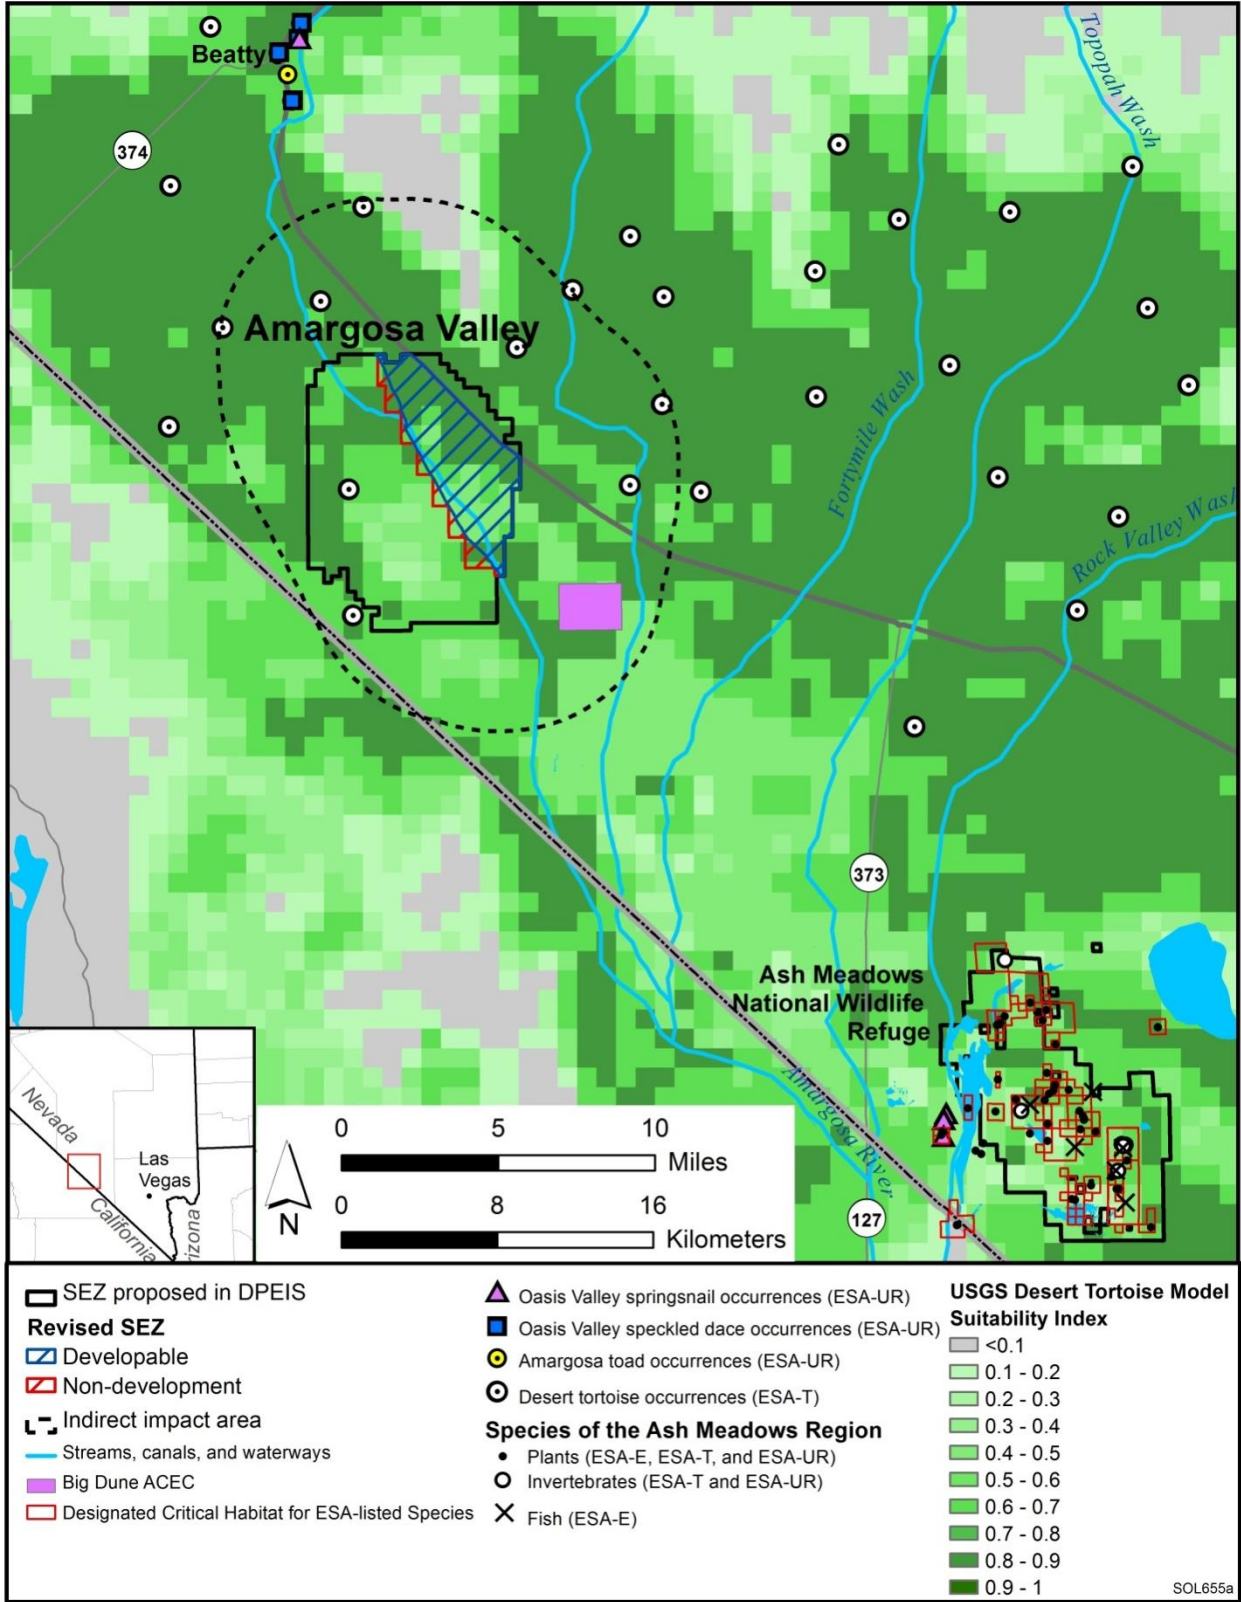 Topopah Wash
Beatty
374
Amargosa Valley
Fortymile Wash
Rock Valley Wash
373
Ash Meadows
National Wildlife
Refuge
Amargosa River
127
Nevada
Las
Vegas
California
rizona
N
0 5 10
Miles
0 8 16
Kilometers
SEZ proposed in DPEIS
Revised SEZ
Developable
Non-development
Indirect impact area
Streams, canals, and waterways
Big Dune ACEC
Designated Critical Habitat for ESA-listed Species
Oasis Valley springsnail occurrences (ESA-UR)
Oasis Valley speckled dace occurrences (ESA-UR)
Amargosa toad occurrences (ESA-UR)
Desert tortoise occurrences (ESA-T)
Species of the Ash Meadows Region
Plants (ESA-E, ESA-T, and ESA-UR)
Invertebrates (ESA-T and ESA-UR)
Fish (ESA-E)
USGS Desert Tortoise Model
Suitability Index
<0.1
0.1 - 0.2
0.2 - 0.3
0.3 - 0.4
0.4 - 0.5
0.5 - 0.6
0.6 - 0.7
0.7 - 0.8
0.8 - 0.9
0.9 - 1
SOL655a